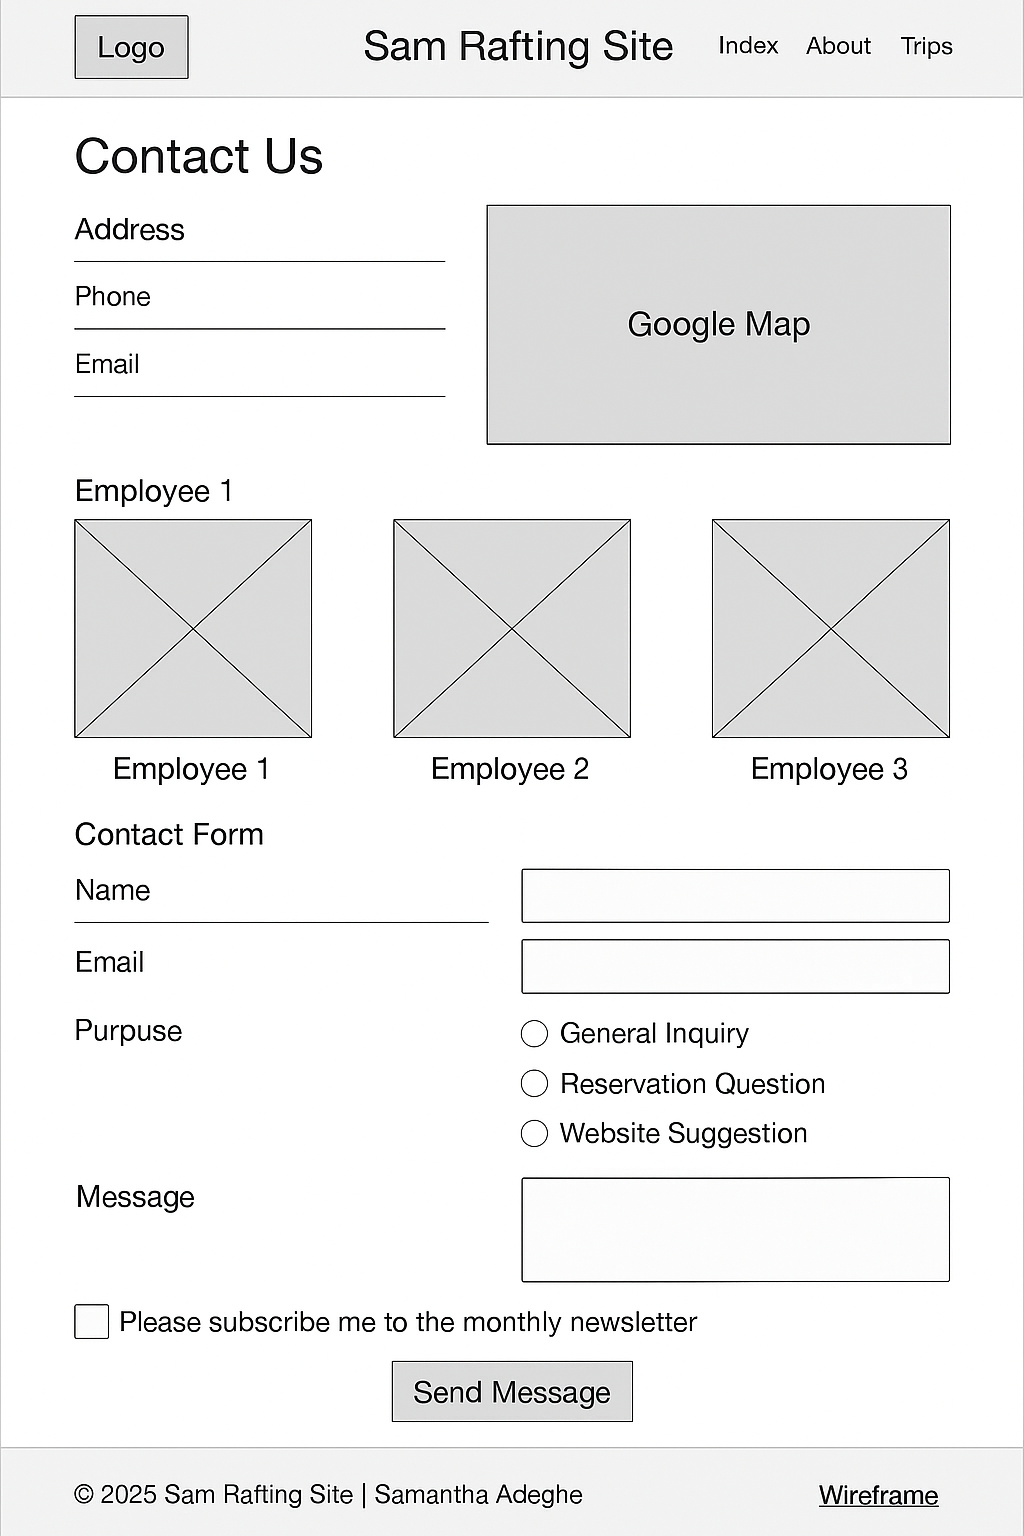 Logo
Sam Rafting Site
Index About Trips
Contact Us
Address
Phone
Email
Google Map
Employee 1
Employee 1
Employee 2
Employee 3
Contact Form
Name
Email
Purpuse
General Inquiry
Reservation Question
Website Suggestion
Message
Please subscribe me to the monthly newsletter
Send Message
© 2025 Sam Rafting Site | Samantha Adeghe
Wireframe